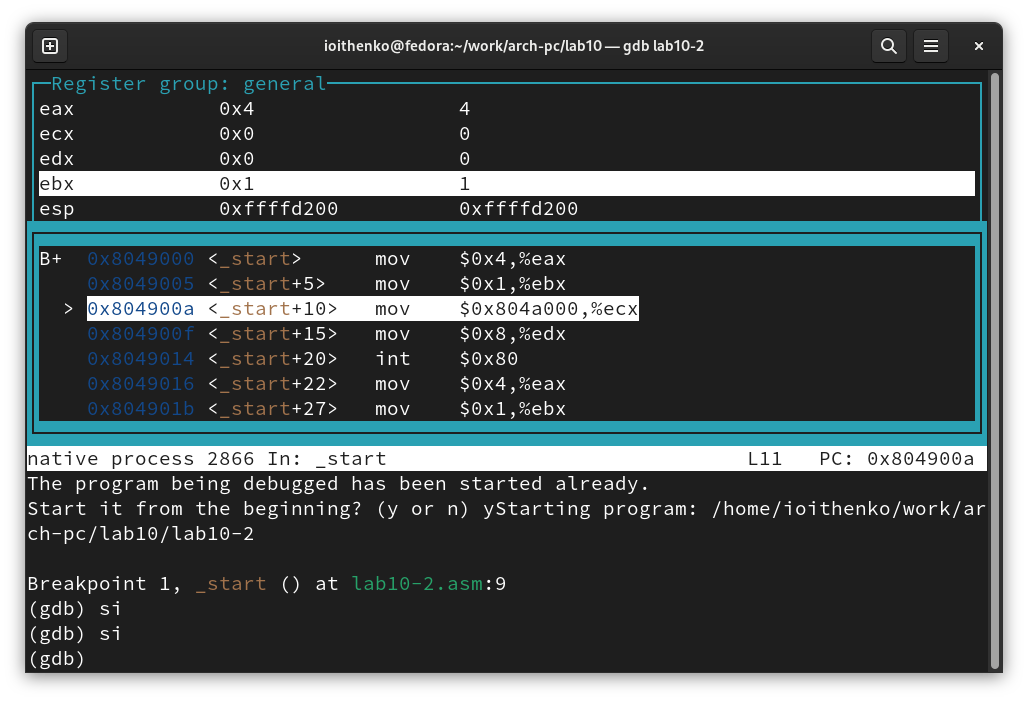 ioithenko@fedora:~/work/arch-pc/lab10 — gdb lab10-2
Register group: general
eax 0x4 4
ecx 0x0 0
edx 0x0 0
ebx 0x1 1
esp 0xffffd200 0xffffd200
B+ 0x8049000 <_start> mov $0x4,%eax
0x8049005 <_start+5> mov $0x1,%ebx
> 0x804900a <_start+10> mov $0x804a000,%ecx
0x804900f <_start+15> mov $0x8,%edx
0x8049014 <_start+20> int $0x80
0x8049016 <_start+22> mov $0x4,%eax
0x804901b <_start+27> mov $0x1,%ebx
native process 2866 In: _start L11 PC: 0x804900a
The program being debugged has been started already.
Start it from the beginning? (y or n) yStarting program: /home/ioithenko/work/ar
ch-pc/lab10/lab10-2
Breakpoint 1, _start () at lab10-2.asm:9
(gdb) si
(gdb) si
(gdb)